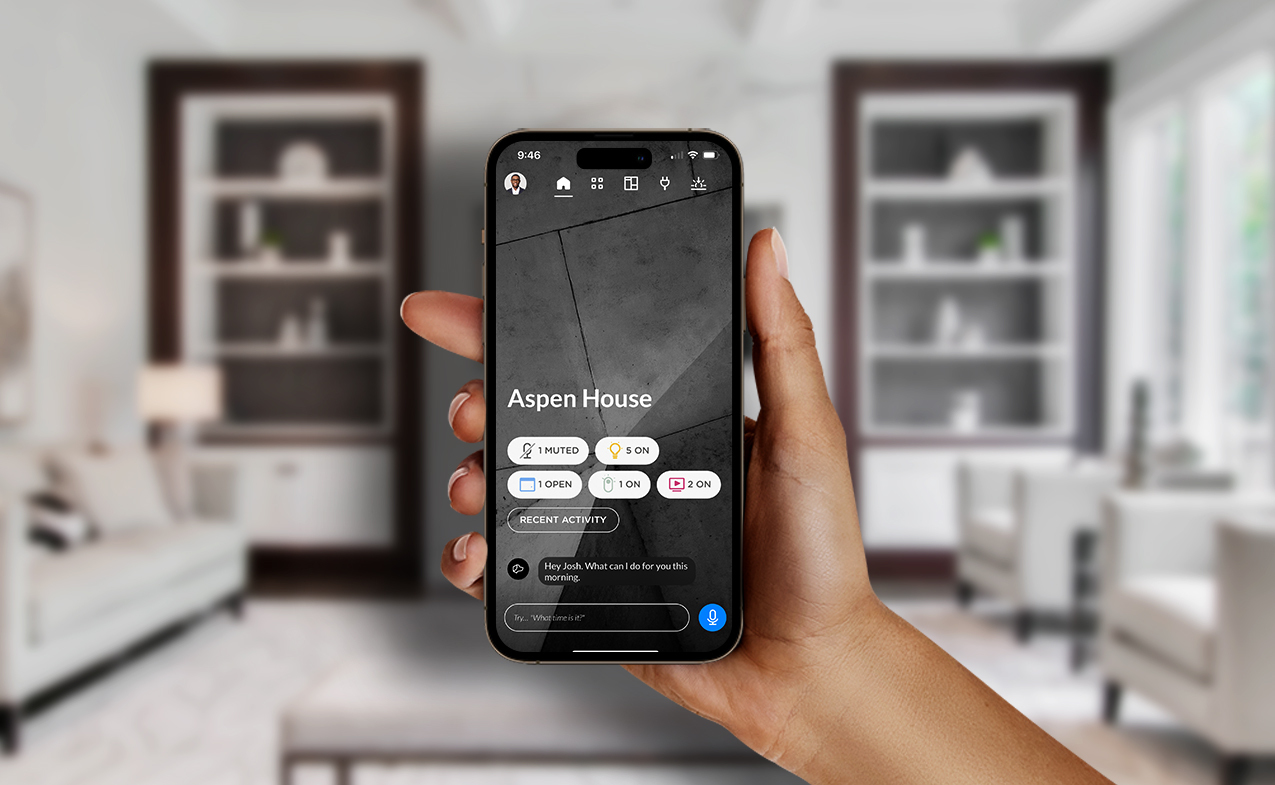 9:46
Aspen House
1 MUTED
5 ON
1 OPEN
1 ON
2 ON
RECENT ACTIVITY
Hey Josh. What can I do for you this
morning.
Try... "What time is it?"